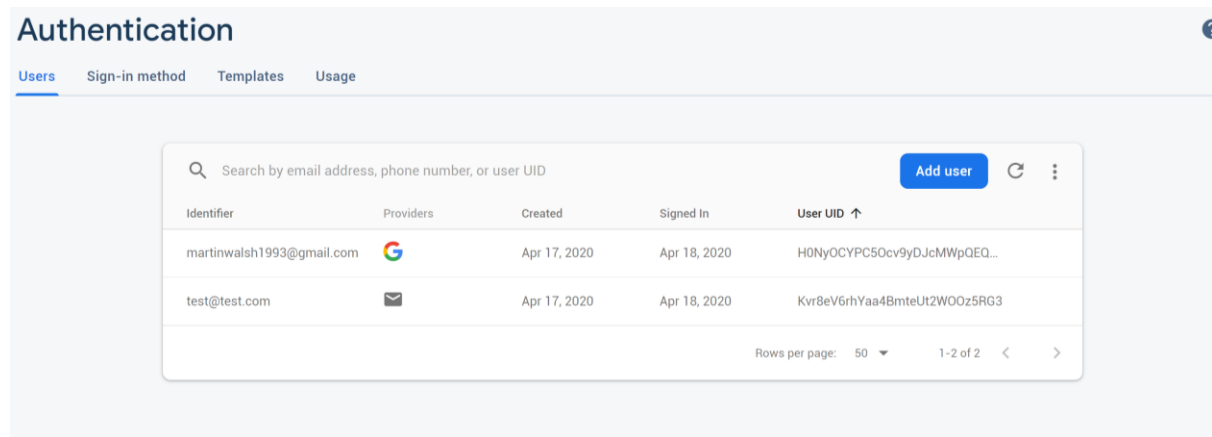 Authentication
Users Sign-in method Templates Usage
Search by email address, phone number, or user UID Add user
Identifier Providers Created Signed In User UID
martinwalsh1993@gmail.com Apr 17, 2020 Apr 18, 2020 H0NyOCYPC5Ocv9yDJcMWpQEQ...
test@test.com Apr 17, 2020 Apr 18, 2020 Kvr8eV6rhYaa4BmteUt2WOOz5RG3
Rows per page: 50 1-2 of 2